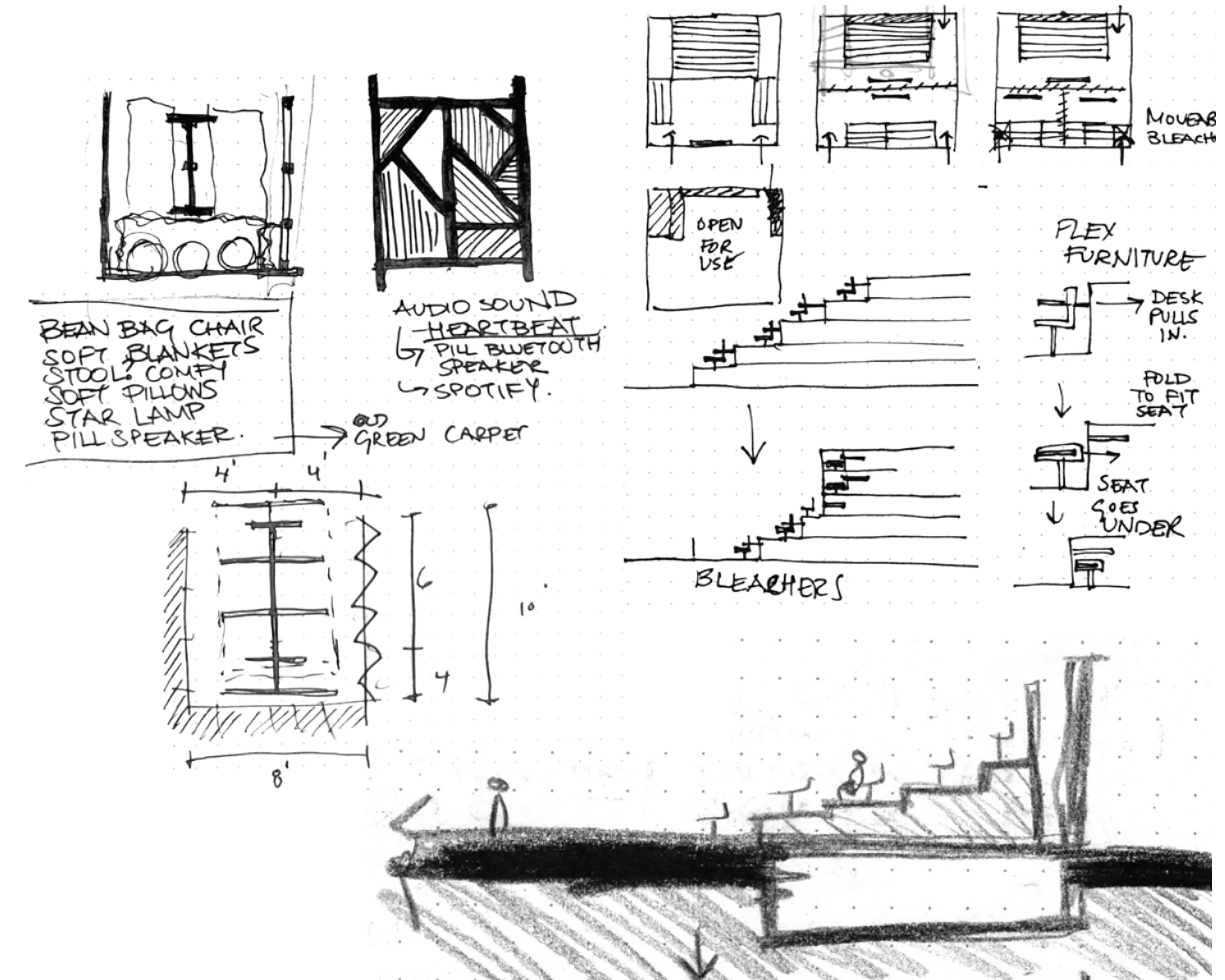 MOVEAB
BLEACH
OPEN
FOR
USE
FLEX
FURNITURE
DESK
PULLS
IN.
FOLD
TO FIT
SEAT
SEAT
GOES
UNDER
BLEACHERS
BEAN BAG CHAIR
SOFT BLANKETS
STOOL? COMFY
SOFT PILLOWS
STAR LAMP
PILL SPEAKER.
AUDIO SOUND
HEARTBEAT.
PILL BLUETOOTH
SPEAKER
SPOTIFY.
GREEN CARPET
4' 4'
6
4
10'
8'